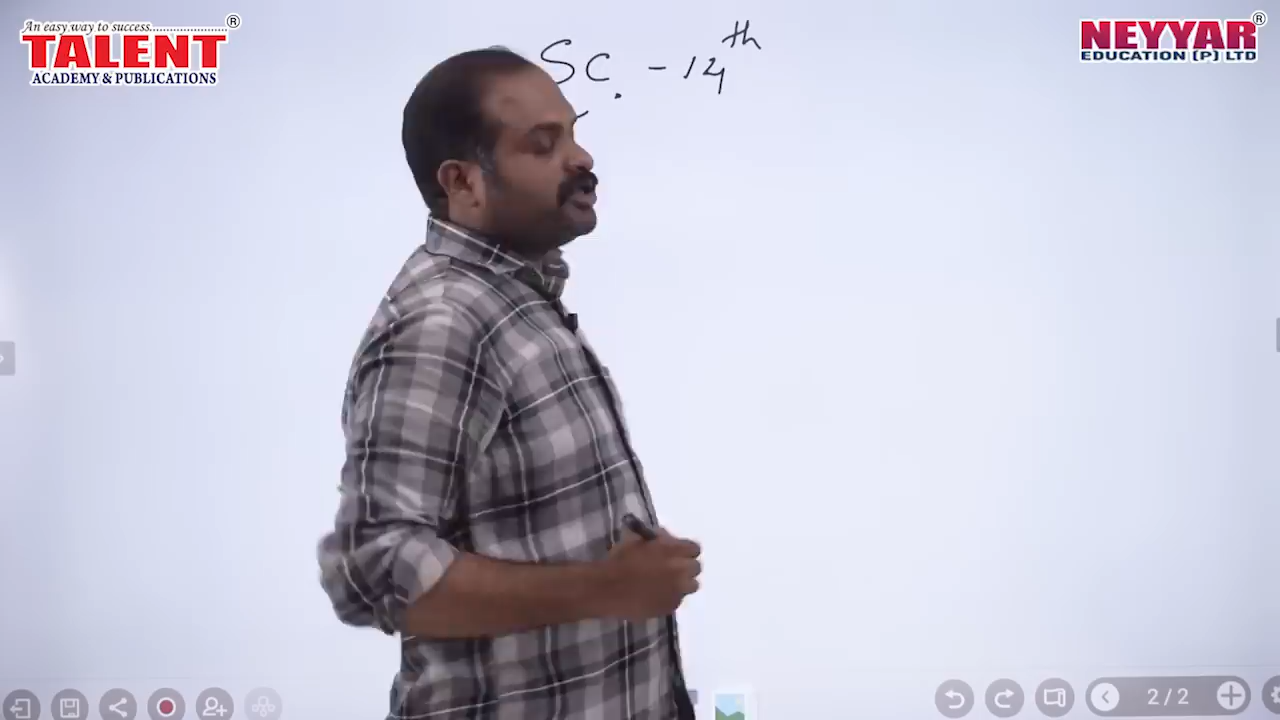 An easy way to success......................®
TALENT
ACADEMY & PUBLICATIONS
NEYYAR®
EDUCATION (P) LTD
SC - 14th
2/2